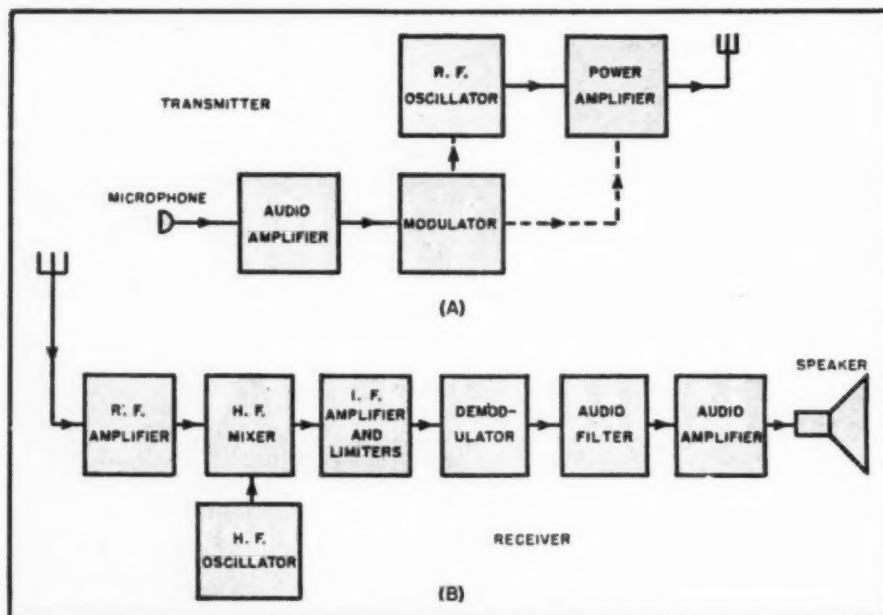 TRANSMITTER
R. F.
OSCILLATOR
POWER
AMPLIFIER
MICROPHONE
AUDIO
AMPLIFIER
MODULATOR
(A)
R. F.
AMPLIFIER
H. F.
MIXER
I. F.
AMPLIFIER
AND
LIMITERS
DEMOD-
ULATOR
AUDIO
FILTER
AUDIO
AMPLIFIER
SPEAKER
H. F.
OSCILLATOR
RECEIVER
(B)